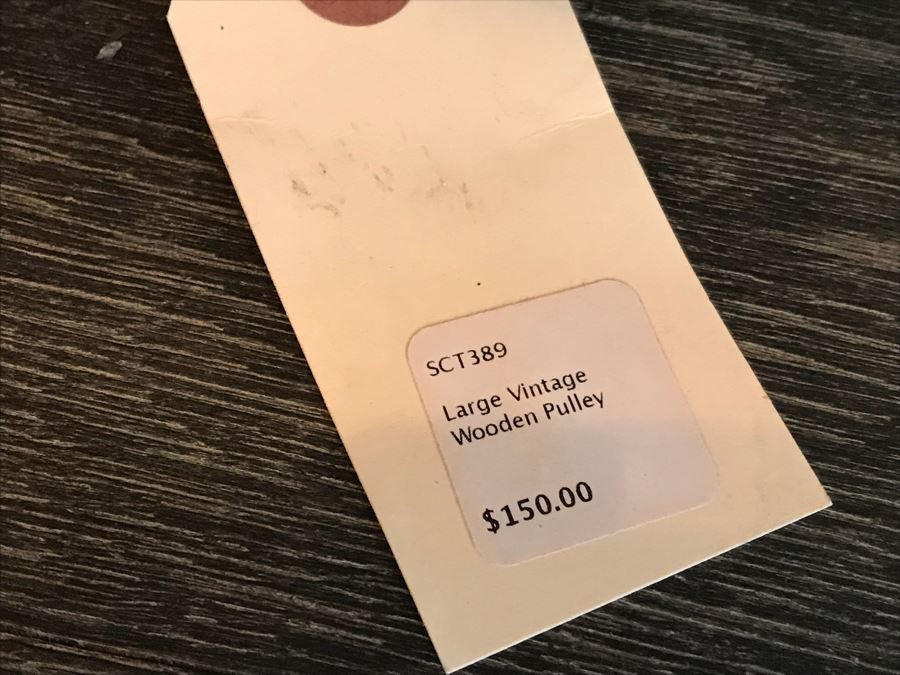 SCT389
Large Vintage
Wooden Pulley
$150.00